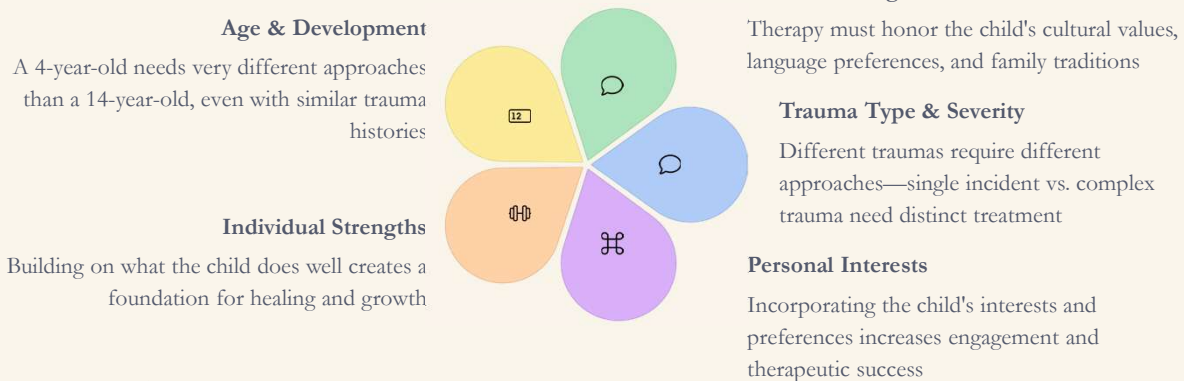 Age & Development
A 4-year-old needs very different approaches
than a 14-year-old, even with similar trauma
histories
Individual Strengths
Building on what the child does well creates a
foundation for healing and growth
12
Therapy must honor the child's cultural values,
language preferences, and family traditions
Trauma Type & Severity
Different traumas require different
approaches—single incident vs. complex
trauma need distinct treatment
Personal Interests
Incorporating the child's interests and
preferences increases engagement and
therapeutic success